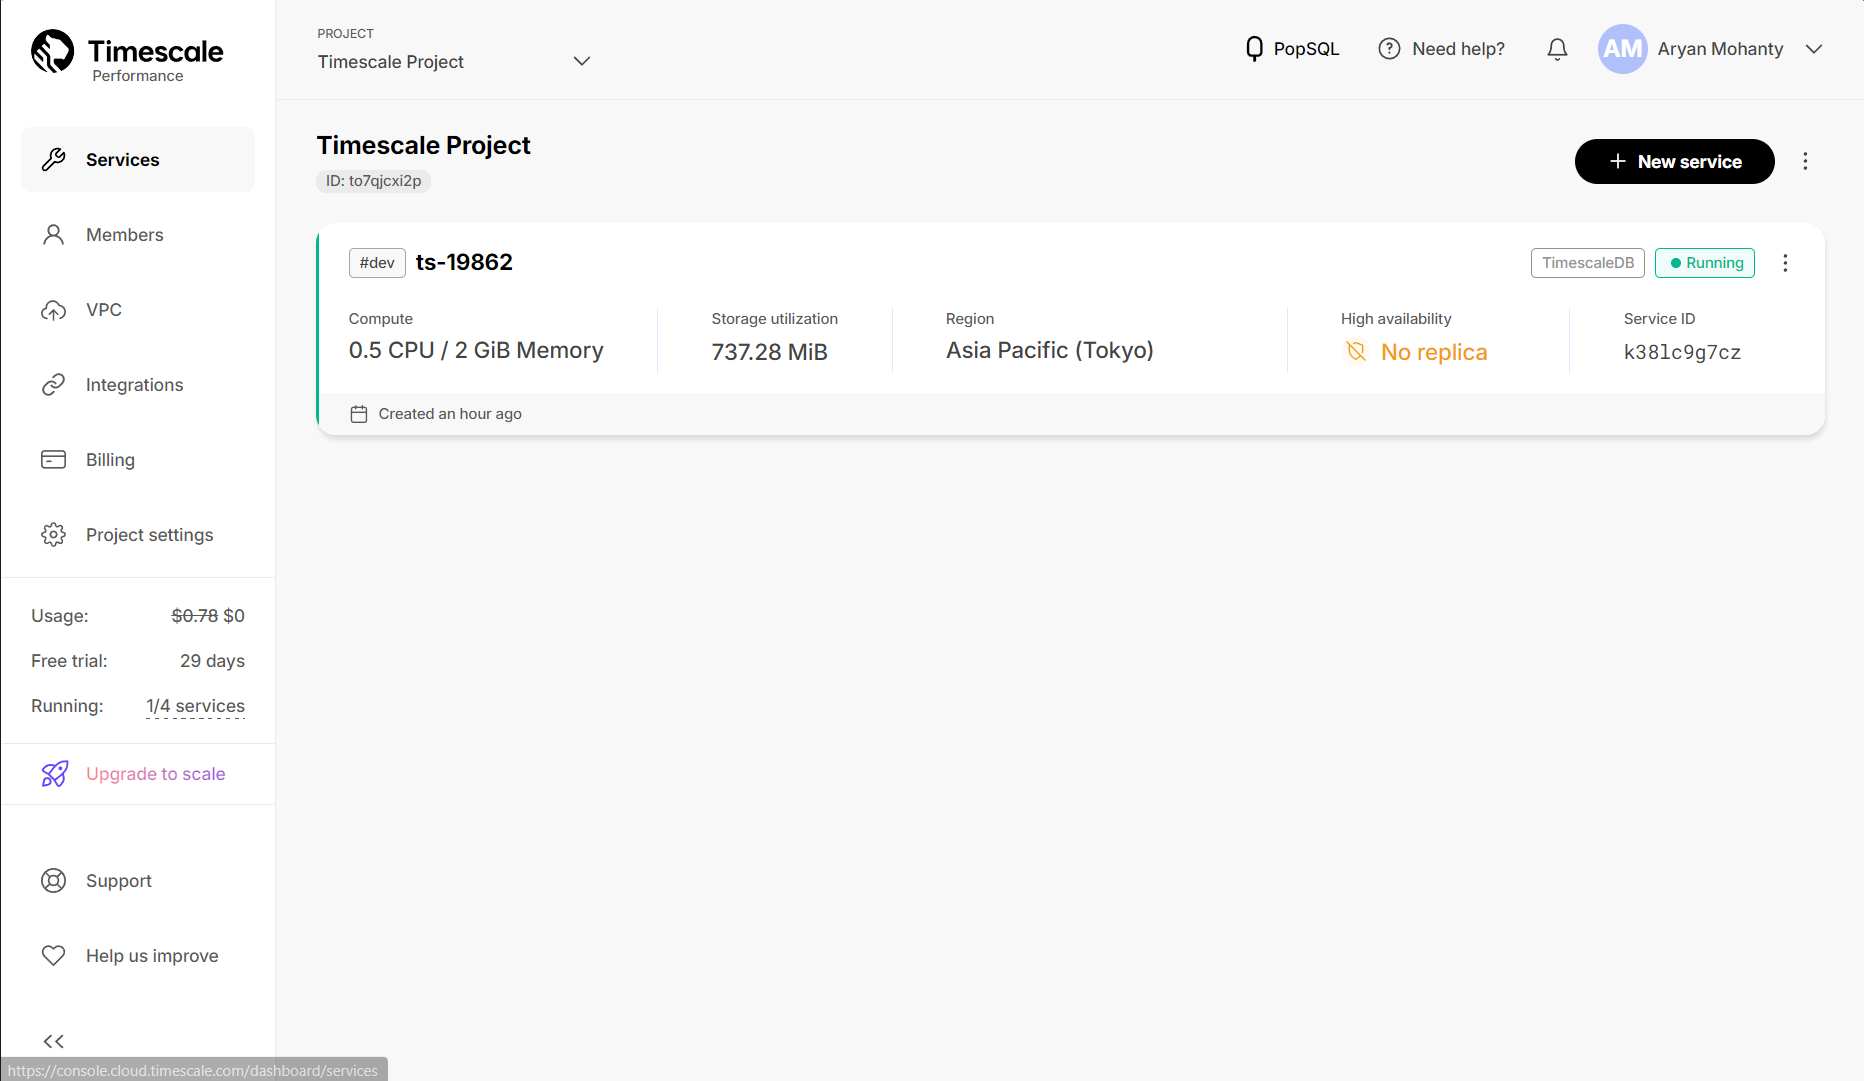 Timescale
Performance
PROJECT
Timescale Project
PopSQL
Need help?
AM
Aryan Mohanty
Services
Members
VPC
Integrations
Billing
Project settings
Usage: $0.78 $0
Free trial: 29 days
Running: 1/4 services
Upgrade to scale
Support
Help us improve
Timescale Project
ID: to7qjcxi2p
+ New service
#dev ts-19862
TimescaleDB
Running
Compute
0.5 CPU / 2 GiB Memory
Storage utilization
737.28 MiB
Region
Asia Pacific (Tokyo)
High availability
No replica
Service ID
k38lc9g7cz
Created an hour ago
https://console.cloud.timescale.com/dashboard/services